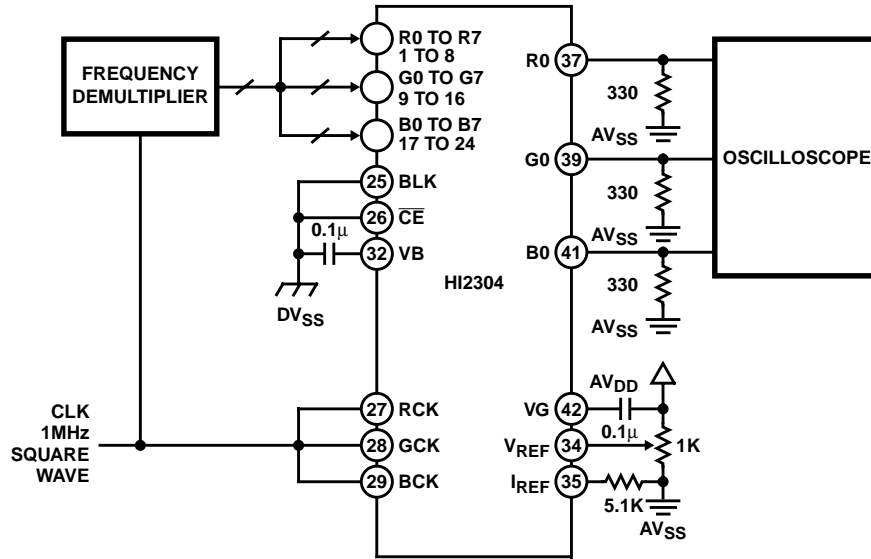 FREQUENCY
DEMULTIPLIER
R0 TO R7
1 TO 8
G0 TO G7
9 TO 16
B0 TO B7
17 TO 24
25 BLK
26 CE
0.1µ
32 VB
DVSS
HI2304
R0 37
330
AVSS
G0 39
330
AVSS
B0 41
330
AVSS
OSCILLOSCOPE
CLK
1MHz
SQUARE
WAVE
27 RCK
28 GCK
29 BCK
AVDD
VG 42
0.1µ
VREF 34
1K
IREF 35
5.1K
AVSS